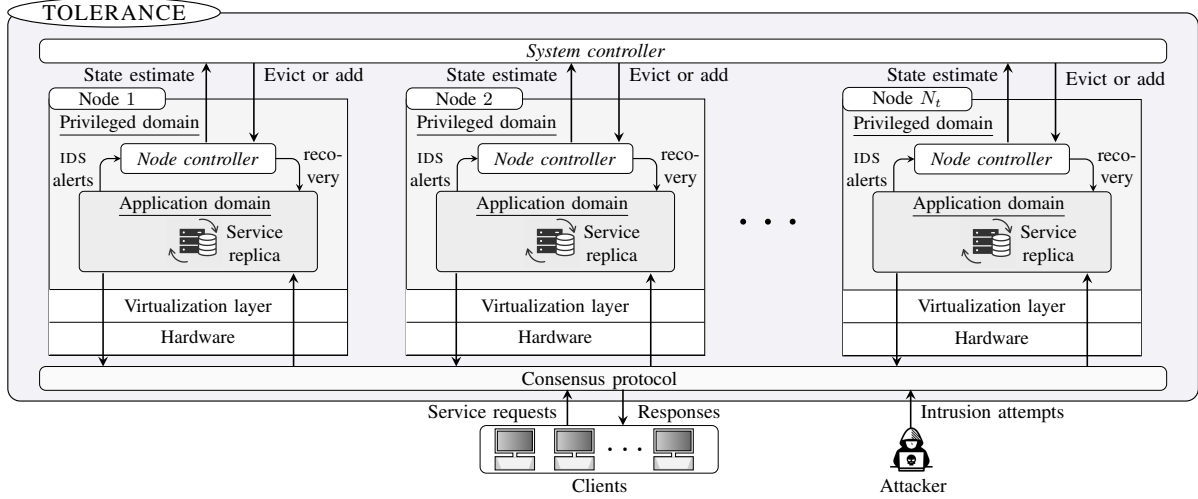 TOLERANCE
System controller
State estimate
Evict or add
State estimate
Evict or add
State estimate
Evict or add
Node 1
Node 2
Node N_t
Privileged domain
Privileged domain
Privileged domain
IDS
alerts
Node controller
reco-
very
IDS
alerts
Node controller
reco-
very
IDS
alerts
Node controller
reco-
very
Application domain
Service
replica
Application domain
Service
replica
. . .
Application domain
Service
replica
Virtualization layer
Virtualization layer
Virtualization layer
Hardware
Hardware
Hardware
Consensus protocol
Service requests
Responses
Intrusion attempts
. . .
Clients
Attacker